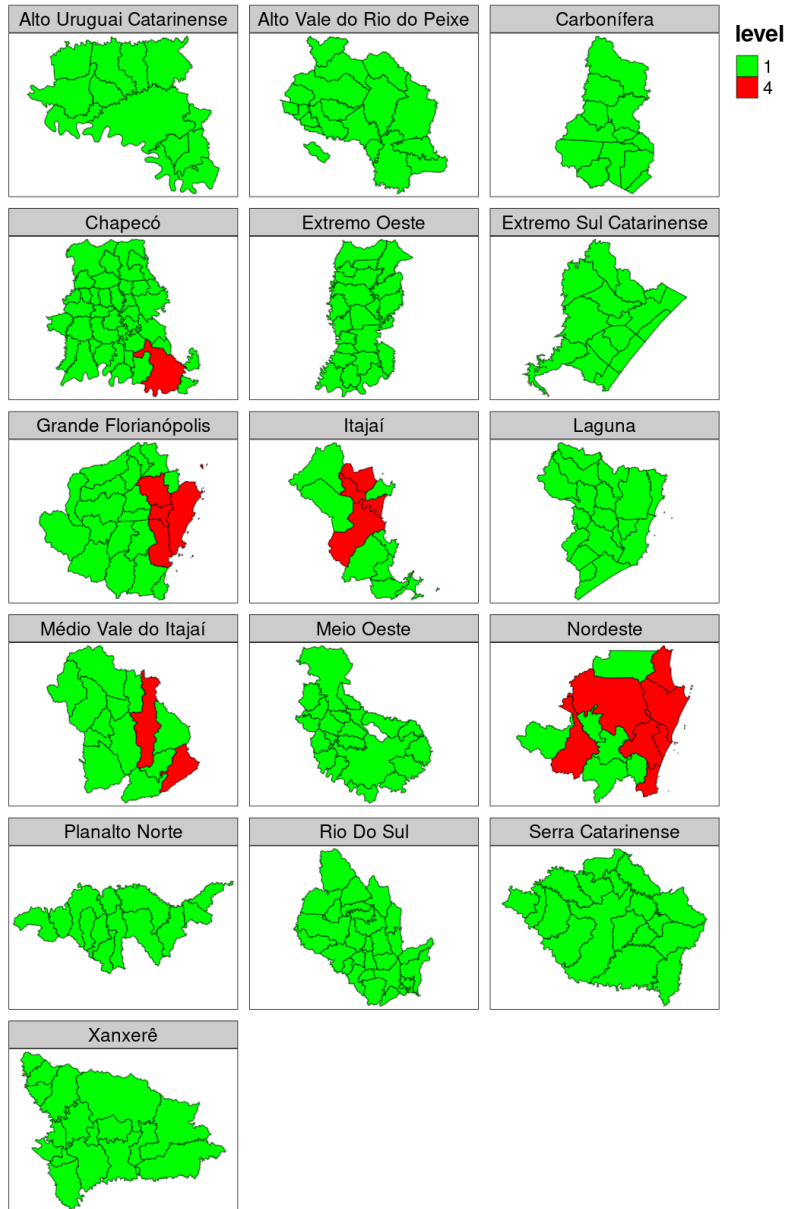 Alto Uruguai Catarinense
Alto Vale do Rio do Peixe
Carbonífera
level
1
4
Chapecó
Extremo Oeste
Extremo Sul Catarinense
Grande Florianópolis
Itajaí
Laguna
Médio Vale do Itajaí
Meio Oeste
Nordeste
Planalto Norte
Rio Do Sul
Serra Catarinense
Xanxerê